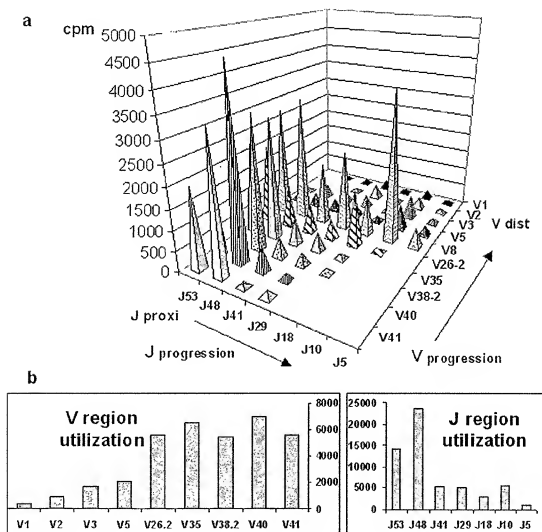 a
cpm
5000
4500
4000
3500
3000
2500
2000
1500
1000
500
0
J53
J48
J41
J29
J18
J10
J5
J proxi
J progression
V1
V2
V3
V5
V8
V26-2
V35
V38-2
V40
V41
V dist
V progression
b
V region
utilization
8000
6000
4000
2000
0
V1 V2 V3 V5 V26.2 V35 V38.2 V40 V41
J region
utilization
25000
20000
15000
10000
5000
0
J53 J48 J41 J29 J18 J10 J5